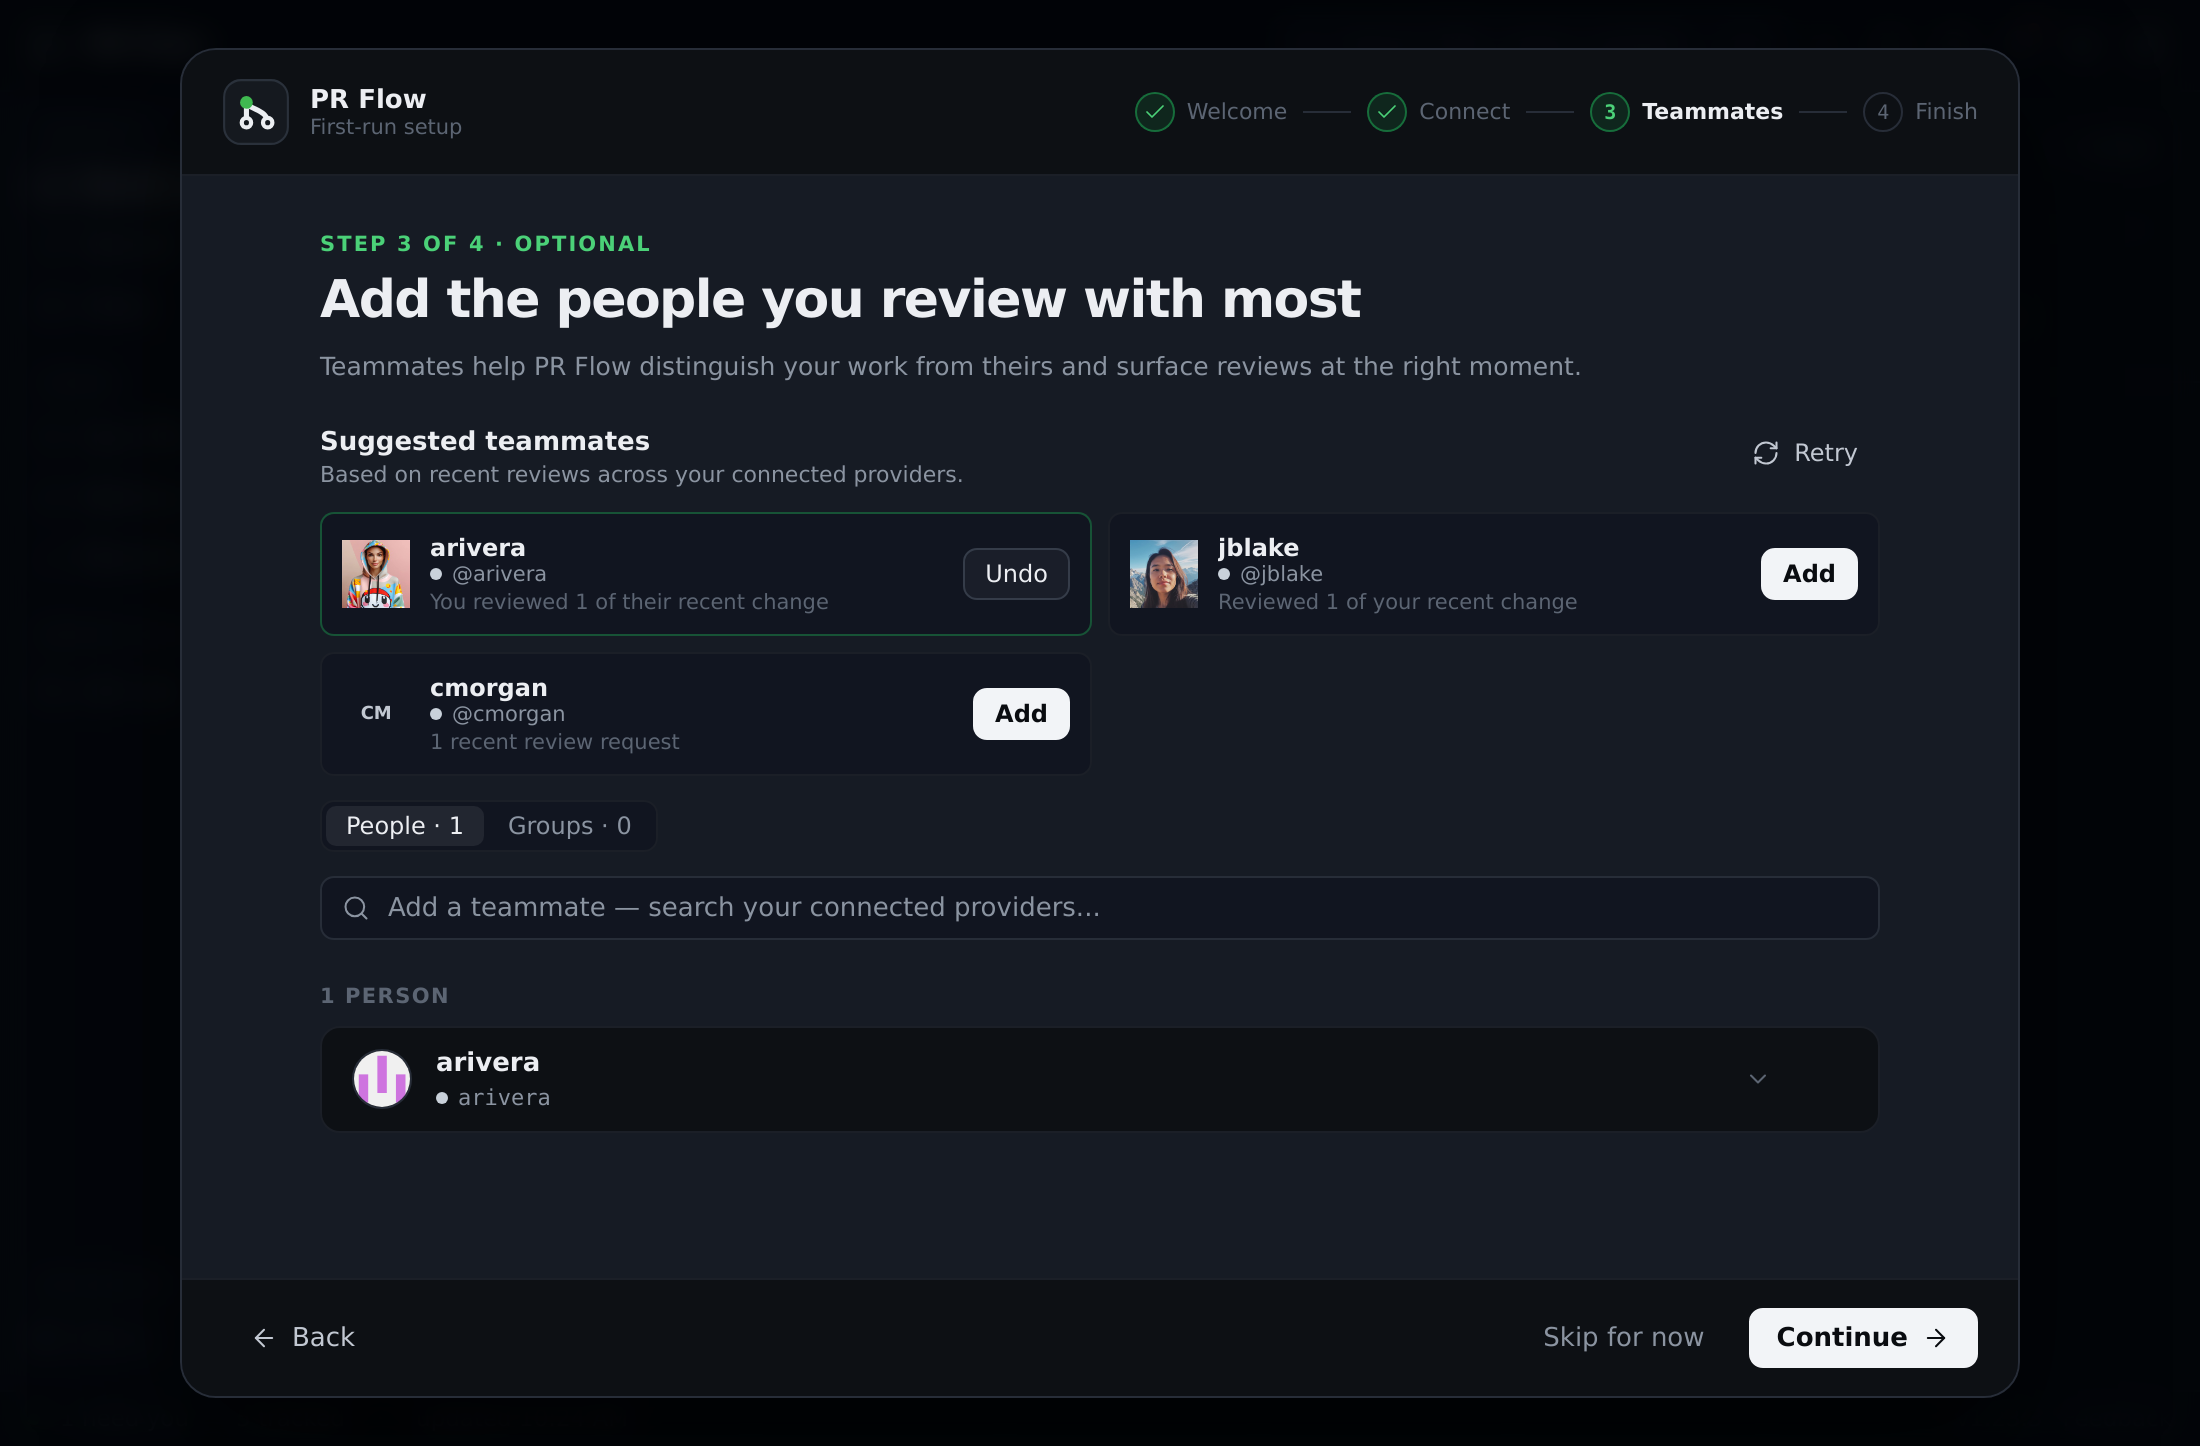 PR Flow
First-run setup
Welcome
Connect
3 Teammates
4 Finish
STEP 3 OF 4 · OPTIONAL
Add the people you review with most
Teammates help PR Flow distinguish your work from theirs and surface reviews at the right moment.
Suggested teammates
Based on recent reviews across your connected providers.
Retry
arivera
@arivera
You reviewed 1 of their recent change
Undo
jblake
@jblake
Reviewed 1 of your recent change
Add
CM
cmorgan
@cmorgan
1 recent review request
Add
People · 1
Groups · 0
Add a teammate — search your connected providers...
1 PERSON
arivera
arivera
Back
Skip for now
Continue